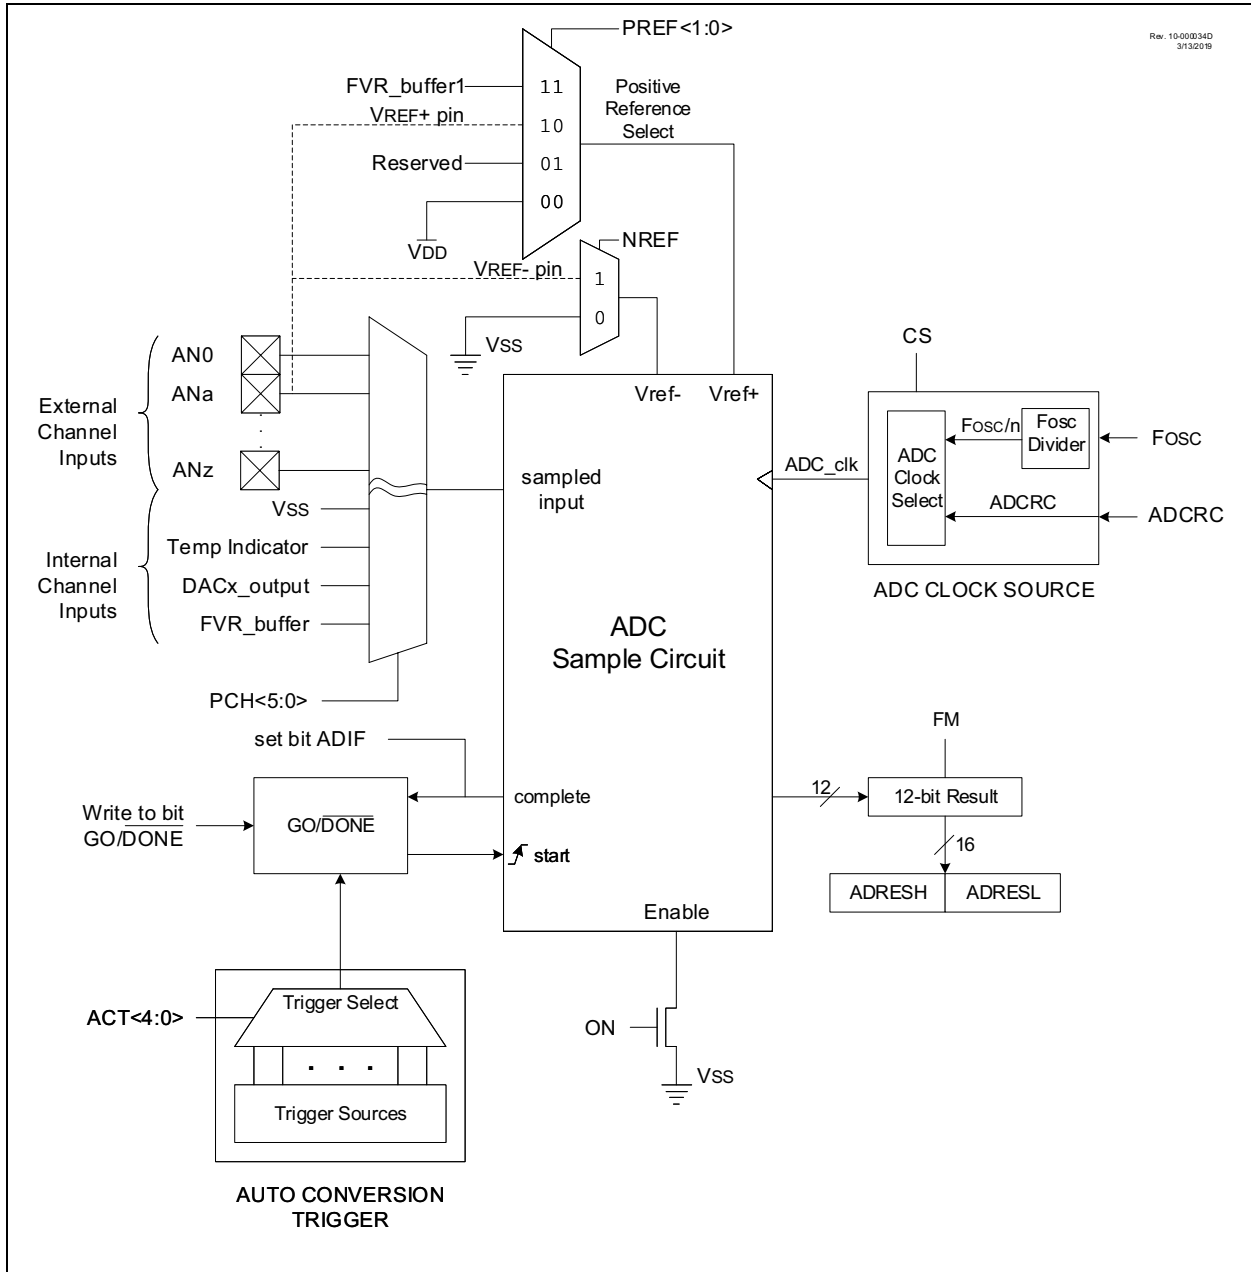 Rev. 10-000034D
3/13/2019
PREF<1:0>
FVR_buffer1
11
VREF+ pin
10
Reserved
01
00
VDD
Positive
Reference
Select
NREF
VREF- pin
1
0
VSS
External
Channel
Inputs
AN0
ANa
ANz
Internal
Channel
Inputs
VSS
Temp Indicator
DACx_output
FVR_buffer
PCH<5:0>
Vref-
Vref+
sampled
input
ADC
Sample Circuit
complete
start
Enable
ADC_clk
CS
ADC
Clock
Select
FOSC/n
Fosc
Divider
FOSC
ADCRC
ADCRC
ADC CLOCK SOURCE
set bit ADIF
Write to bit
GO/DONE
GO/DONE
FM
12
12-bit Result
16
ADRESH
ADRESL
ACT<4:0>
Trigger Select
. . .
Trigger Sources
AUTO CONVERSION
TRIGGER
ON
VSS